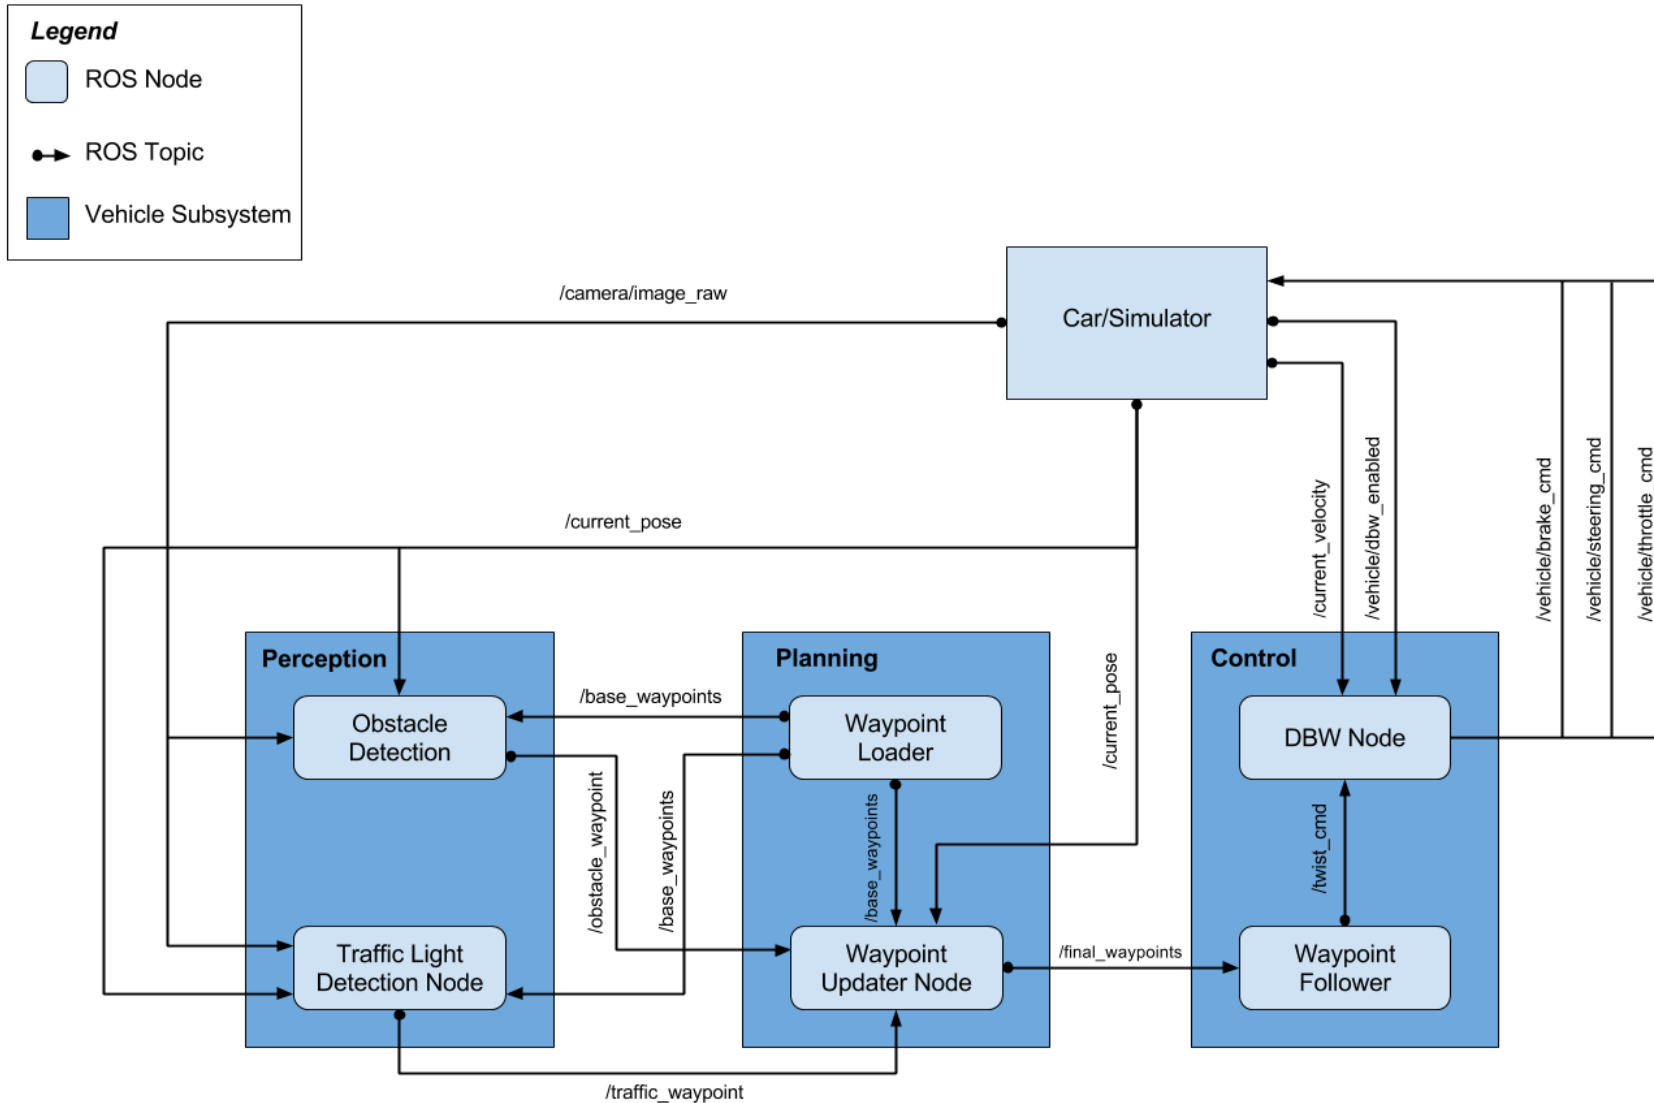 Legend
ROS Node
ROS Topic
Vehicle Subsystem
/camera/image_raw
Car/Simulator
/current_pose
/current_velocity
/vehicle/dbw_enabled
/vehicle/brake_cmd
/vehicle/steering_cmd
/vehicle/throttle_cmd
Perception
Obstacle
Detection
Traffic Light
Detection Node
/base_waypoints
/obstacle_waypoint
/base_waypoints
/traffic_waypoint
Planning
Waypoint
Loader
/base_waypoints
/current_pose
Waypoint
Updater Node
/final_waypoints
Control
DBW Node
/twist_cmd
Waypoint
Follower